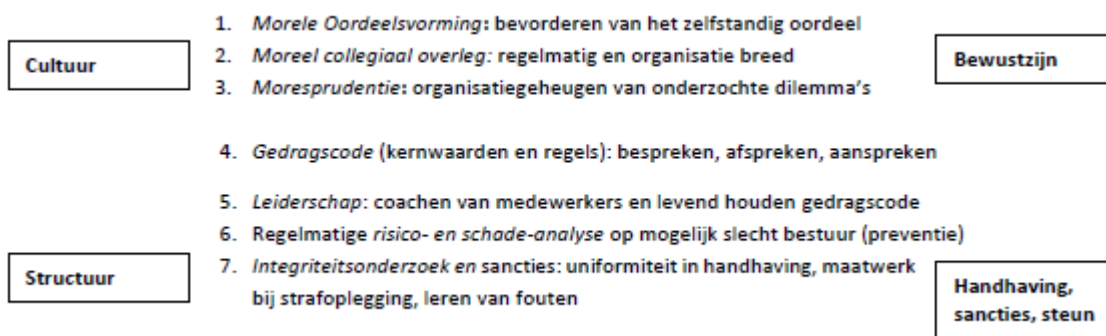 1. Morele Oordeelsvorming: bevorderen van het zelfstandig oordeel
Cultuur
2. Moreel collegiaal overleg: regelmatig en organisatie breed
Bewustzijn
3. Moresprudentie: organisatiegeheugen van onderzochte dilemma's
4. Gedragscode (kernwaarden en regels): bespreken, afspreken, aanspreken
5. Leiderschap: coachen van medewerkers en levend houden gedragscode
6. Regelmatige risico- en schade-analyse op mogelijk slecht bestuur (preventie)
Structuur
7. Integriteitsonderzoek en sancties: uniformiteit in handhaving, maatwerk
bij strafoplegging, leren van fouten
Handhaving,
sancties, steun